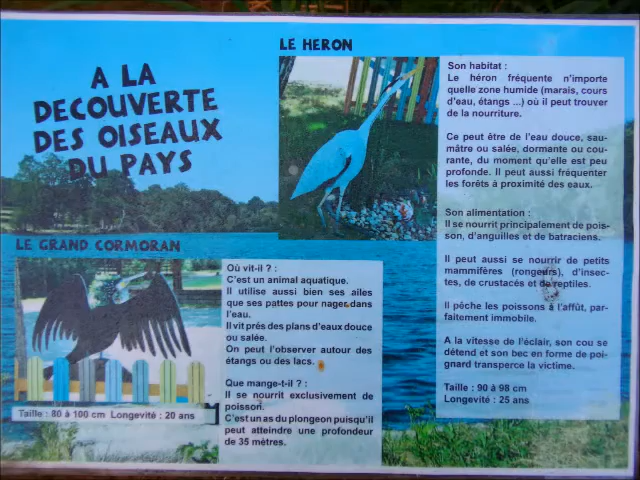 A LA
DECOUVERTE
DES OISEAUX
DU PAYS
LE HERON
Son habitat :
Le héron fréquente n'importe
quelle zone humide (marais, cours
d'eau, étangs ...) où il peut trouver
de la nourriture.
Ce peut être de l'eau douce, sau-
mâtre ou salée, dormante ou cou-
rante, du moment qu'elle est peu
profonde. Il peut aussi fréquenter
les forêts à proximité des eaux.
Son alimentation :
Il se nourrit principalement de pois-
son, d'anguilles et de batraciens.
Il peut aussi se nourrir de petits
mammifères (rongeurs), d'insec-
tes, de crustacés et de reptiles.
Il pêche les poissons à l'affût, par-
faitement immobile.
A la vitesse de l'éclair, son cou se
détend et son bec en forme de poi-
gnard transperce la victime.
Taille : 90 à 98 cm
Longévité : 25 ans
LE GRAND CORMORAN
Où vit-il ? :
C'est un animal aquatique.
Il utilise aussi bien ses ailes
que ses pattes pour nager dans
l'eau.
Il vit prés des plans d'eaux douce
ou salée.
On peut l'observer autour des
étangs ou des lacs.
Que mange-t-il ? :
Il se nourrit exclusivement de
poisson.
C'est un as du plongeon puisqu'il
peut atteindre une profondeur
de 35 mètres.
Taille : 80 à 100 cm Longévité : 20 ans